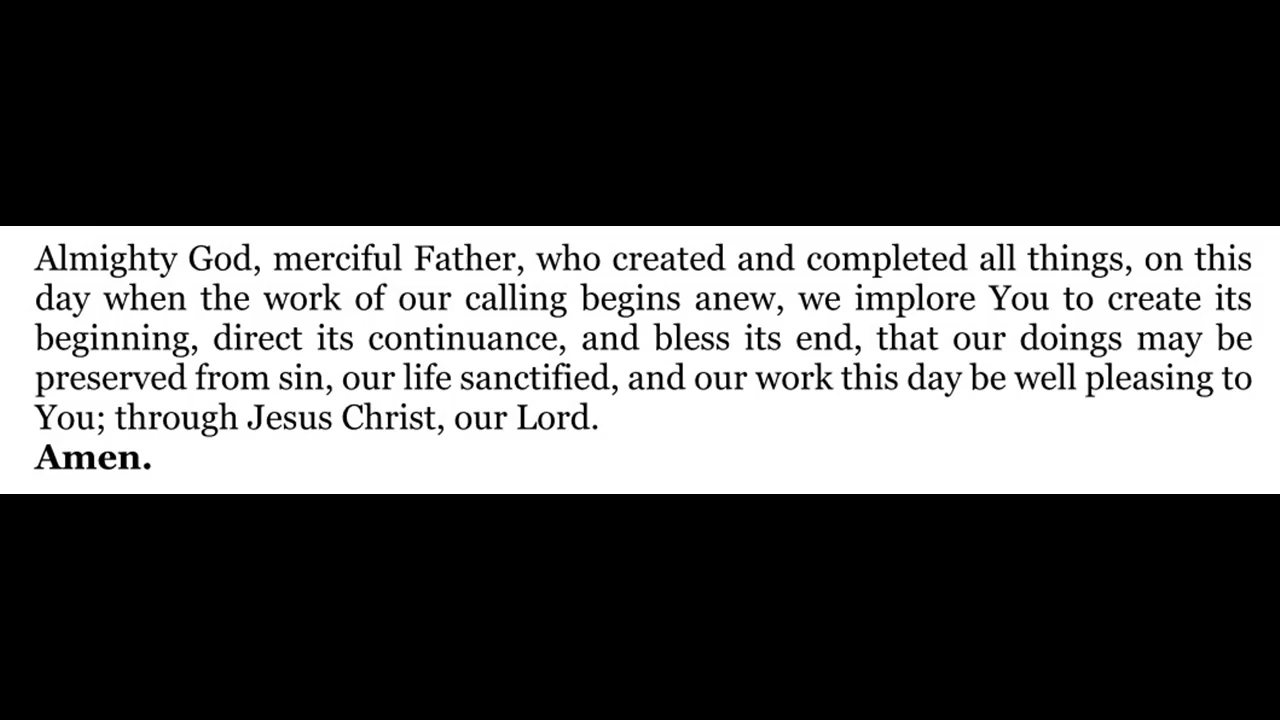 Almighty God, merciful Father, who created and completed all things, on this
day when the work of our calling begins anew, we implore You to create its
beginning, direct its continuance, and bless its end, that our doings may be
preserved from sin, our life sanctified, and our work this day be well pleasing to
You; through Jesus Christ, our Lord.
Amen.